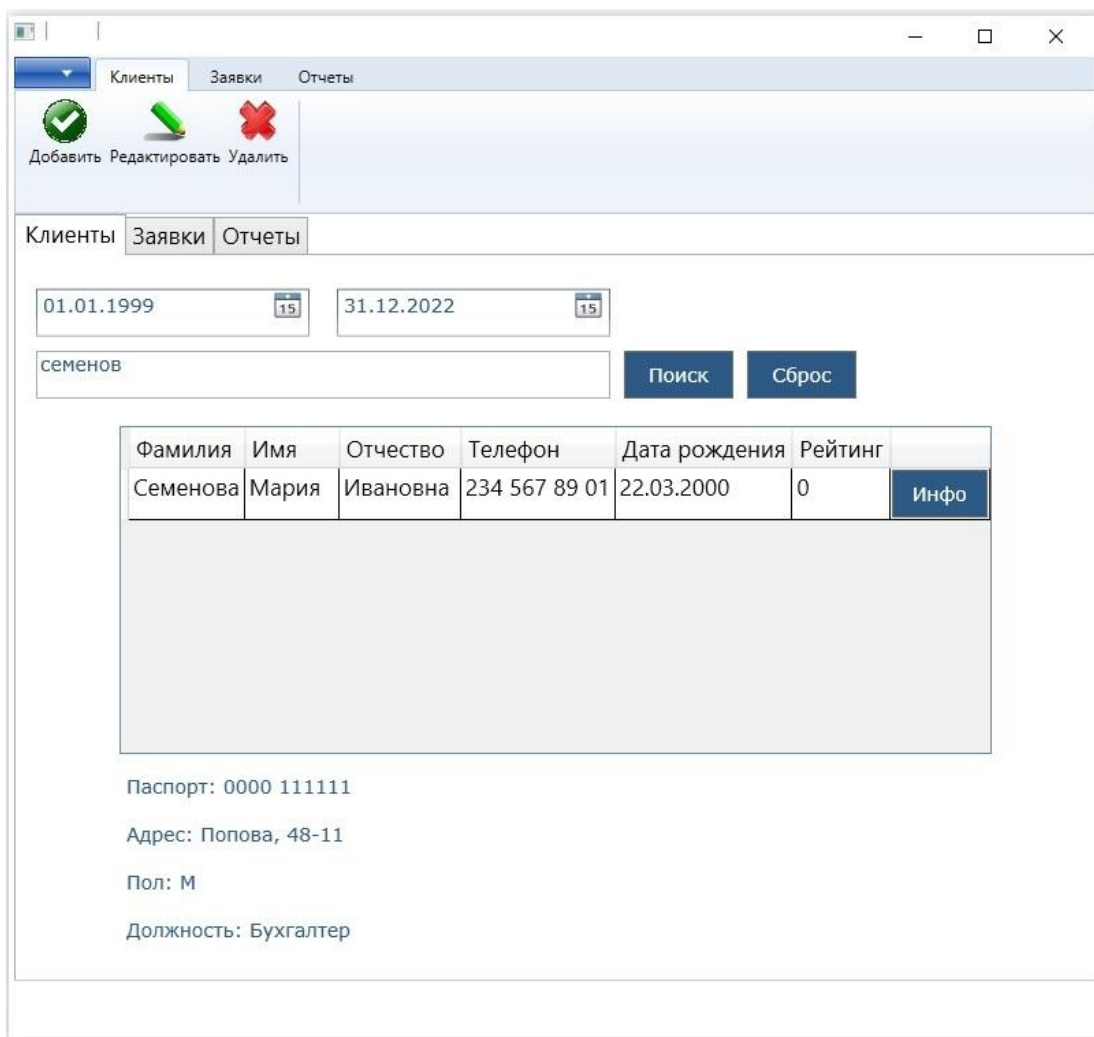 Клиенты Заявки Отчеты
Добавить Редактировать Удалить
Клиенты Заявки Отчеты
01.01.1999 15 31.12.2022 15
семенов Поиск Сброс
Фамилия Имя Отчество Телефон Дата рождения Рейтинг
Семенова Мария Ивановна 234 567 89 01 22.03.2000 0 Инфо
Паспорт: 0000 111111
Адрес: Попова, 48-11
Пол: М
Должность: Бухгалтер